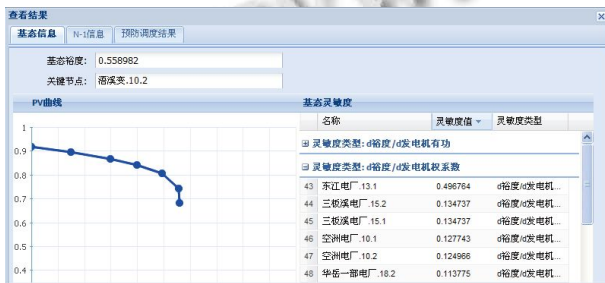 查看结果
基态信息 N-1信息 预防调度结果
基态裕度: 0.558982
关键节点: 浯溪变.10.2
PV曲线
1
0.9
0.8
0.7
0.6
0.5
0.4
基态灵敏度
名称 灵敏度值 灵敏度类型
灵敏度类型: d裕度/d发电机有功
灵敏度类型: d裕度/d发电机权系数
43 东江电厂.13.1 0.496764 d裕度/d发电机...
44 三板溪电厂.15.2 0.134737 d裕度/d发电机...
45 三板溪电厂.15.1 0.134737 d裕度/d发电机...
46 空洲电厂.10.1 0.127743 d裕度/d发电机...
47 空洲电厂.10.2 0.124966 d裕度/d发电机...
48 华岳一部电厂.18.2 0.113775 d裕度/d发电机...